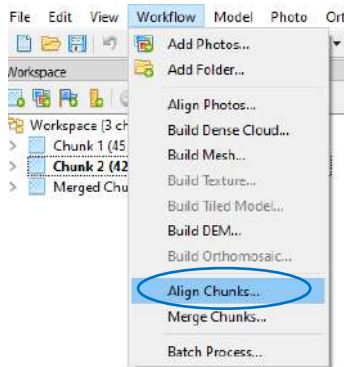 File Edit View Workflow Model Photo Ort
Add Photos...
Workspace
Add Folder...
Align Photos...
Workspace (3 ch
Build Dense Cloud...
Chunk 1 (45
Build Mesh...
Chunk 2 (42
Build Texture...
Merged Chu
Build Tiled Model...
Build DEM...
Build Orthomosaic...
Align Chunks...
Merge Chunks...
Batch Process...